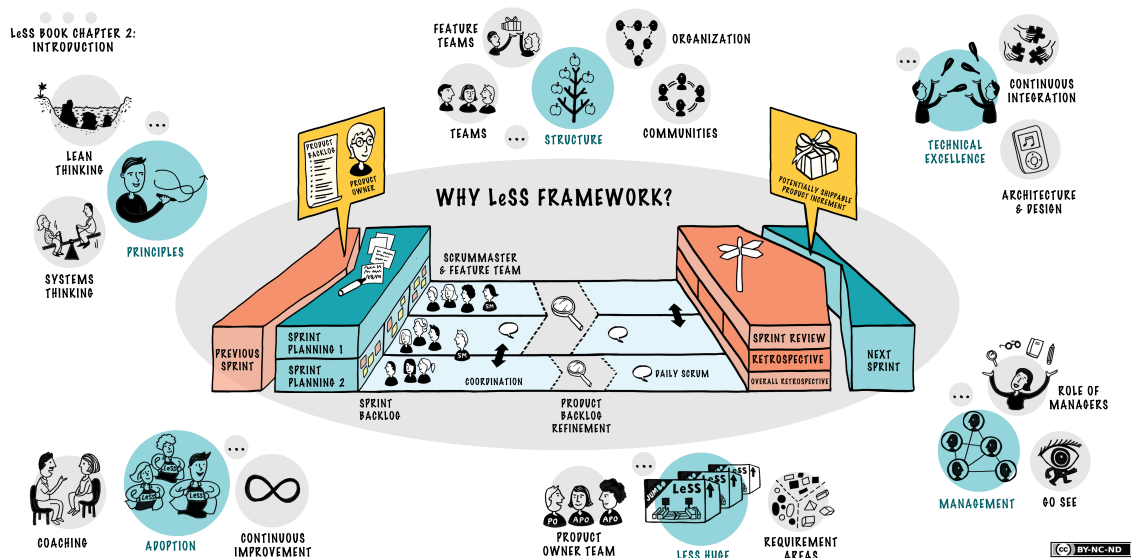 LeSS BOOK CHAPTER 2:
INTRODUCTION
LEAN
THINKING
SYSTEMS
THINKING
PRINCIPLES
FEATURE
TEAMS
ORGANIZATION
TEAMS
STRUCTURE
COMMUNITIES
CONTINUOUS
INTEGRATION
TECHNICAL
EXCELLENCE
ARCHITECTURE
& DESIGN
PRODUCT
BACKLOG
PRODUCT
OWNER
POTENTIALLY SHIPPABLE
PRODUCT INCREMENT
WHY LeSS FRAMEWORK?
SCRUMMASTER
& FEATURE TEAM
SM
SM
PREVIOUS
SPRINT
SPRINT
PLANNING 1
SPRINT
PLANNING 2
COORDINATION
DAILY SCRUM
SPRINT REVIEW
RETROSPECTIVE
OVERALL RETROSPECTIVE
NEXT
SPRINT
SPRINT
BACKLOG
PRODUCT
BACKLOG
REFINEMENT
ROLE OF
MANAGERS
MANAGEMENT
GO SEE
COACHING
LeSS
LeSS
LeSS
ADOPTION
CONTINUOUS
IMPROVEMENT
PO
APO
APO
PRODUCT
OWNER TEAM
JUMBO
LeSS
LeSS
LESS HUGE
REQUIREMENT
AREAS
cc BY-NC-ND